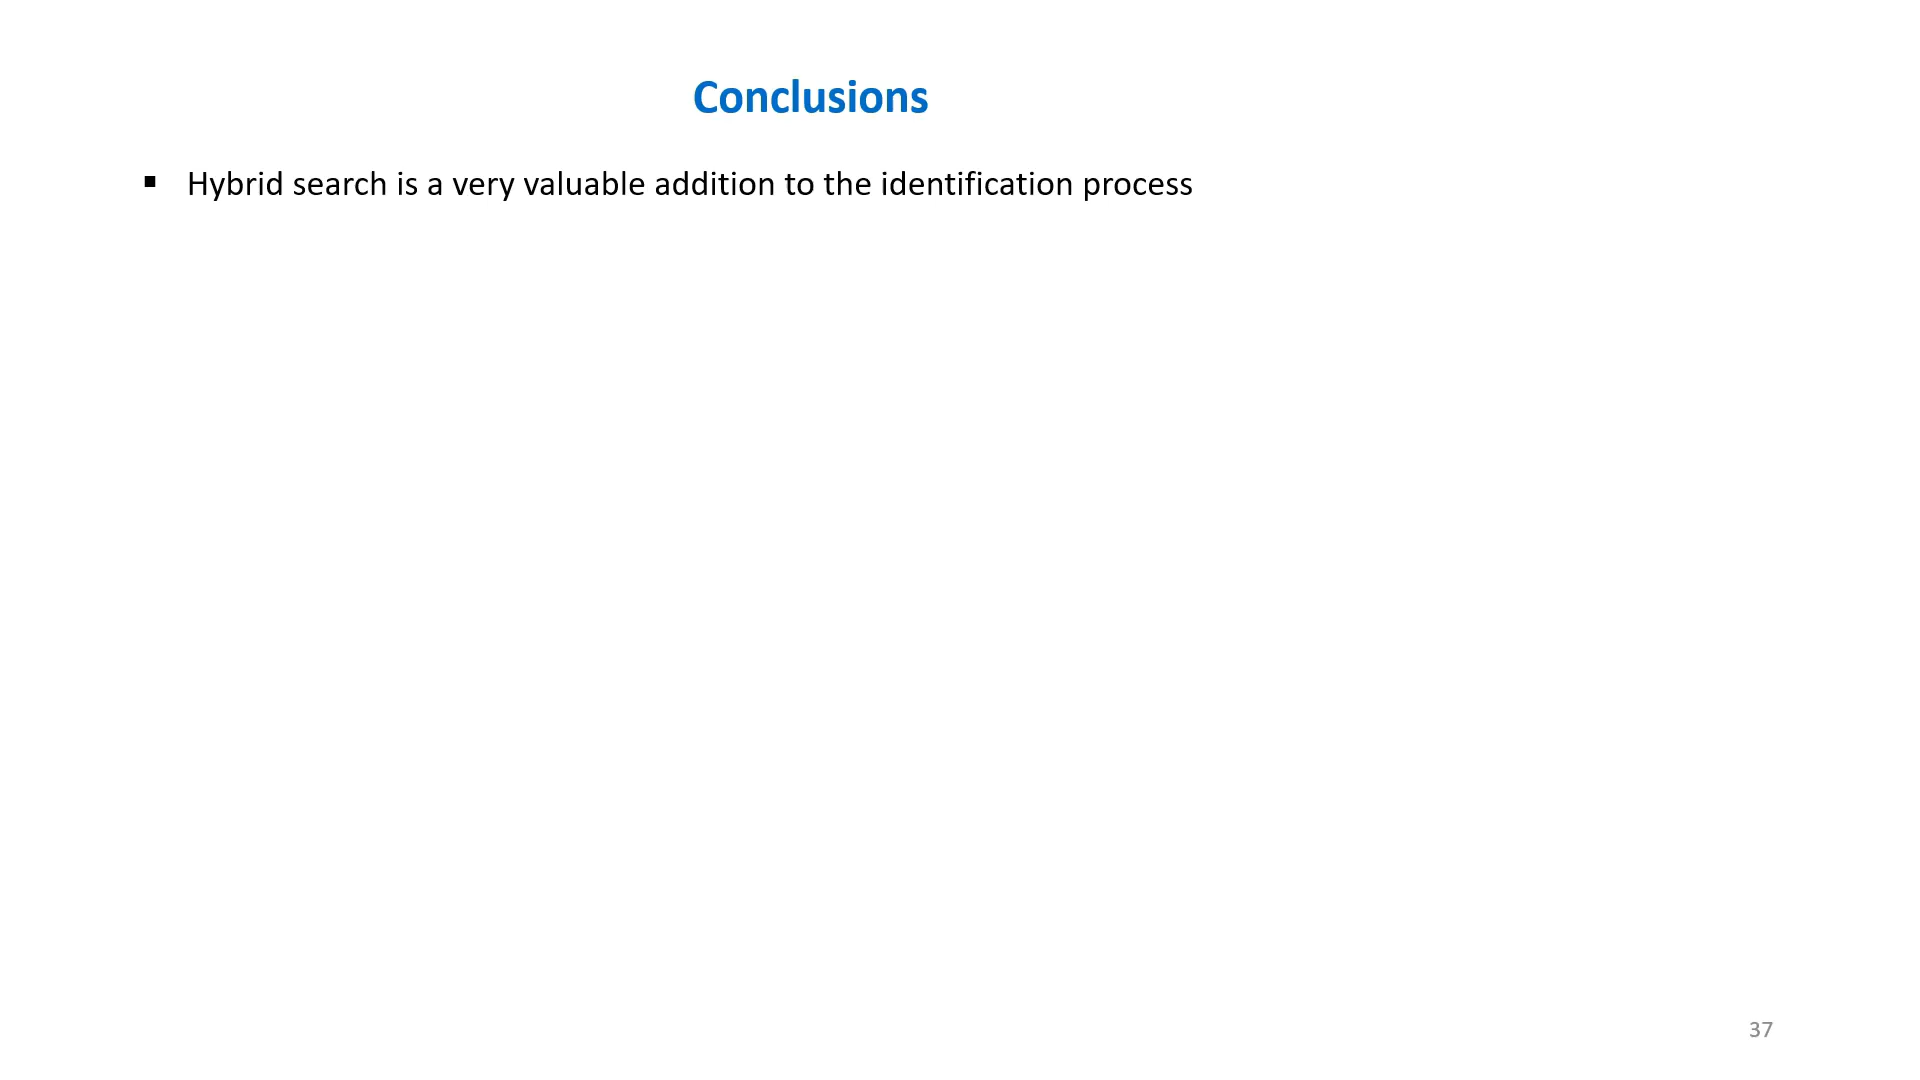 Conclusions
▪ Hybrid search is a very valuable addition to the identification process
37